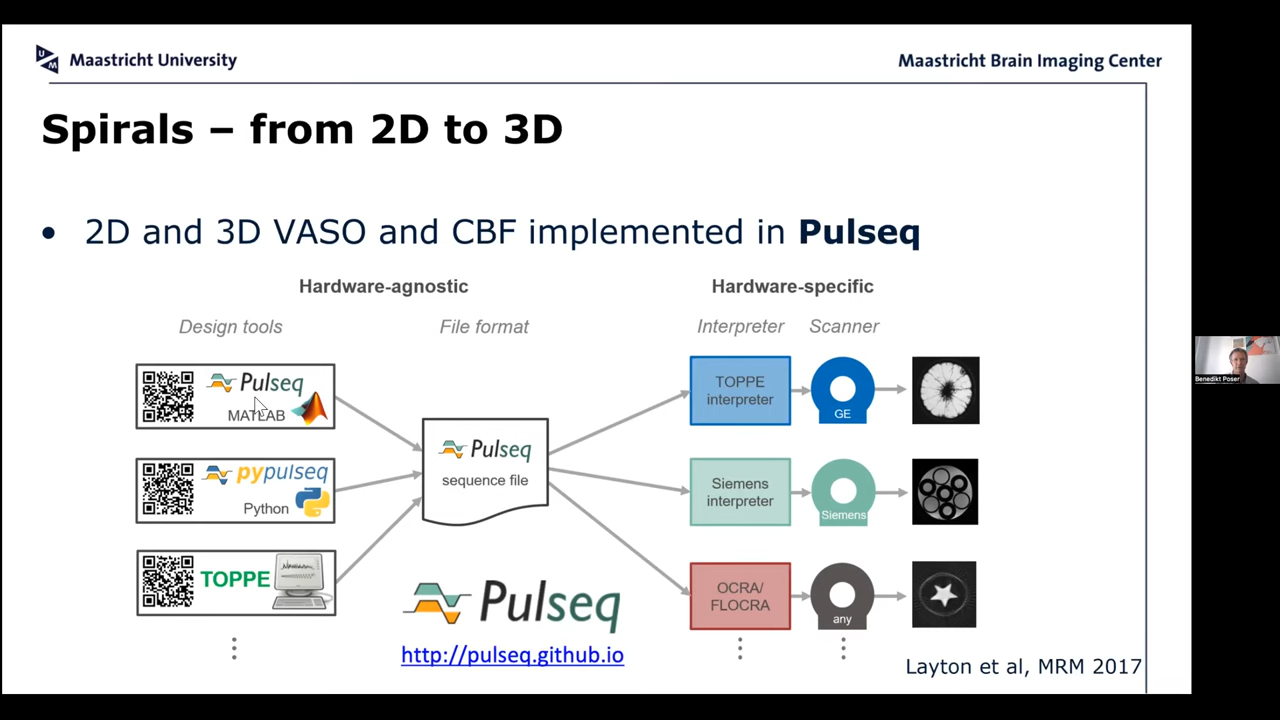 Maastricht University
Maastricht Brain Imaging Center
Spirals – from 2D to 3D
• 2D and 3D VASO and CBF implemented in Pulseq
Hardware-agnostic
Hardware-specific
Design tools
File format
Interpreter
Scanner
Pulseq
MATLAB
pypulseq
Python
TOPPE
Pulseq
sequence file
TOPPE
interpreter
GE
Siemens
interpreter
Siemens
OCRA/
FLOCRA
any
Pulseq
http://pulseq.github.io
Layton et al, MRM 2017
Benedikt Poser